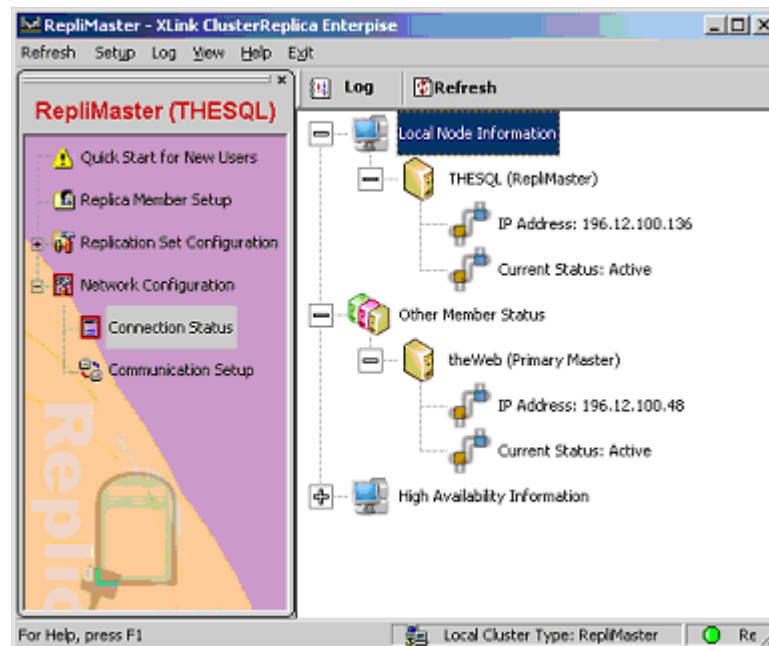 RepliMaster - XLink ClusterReplica Enterpise
Refresh Setup Log View Help Exit
RepliMaster (THESQL)
Quick Start for New Users
Replica Member Setup
Replication Set Configuration
Network Configuration
Connection Status
Communication Setup
Replic
Log Refresh
Local Node Information
THESQL (RepliMaster)
IP Address: 196.12.100.136
Current Status: Active
Other Member Status
theWeb (Primary Master)
IP Address: 196.12.100.48
Current Status: Active
High Availability Information
For Help, press F1
Local Cluster Type: RepliMaster
Re